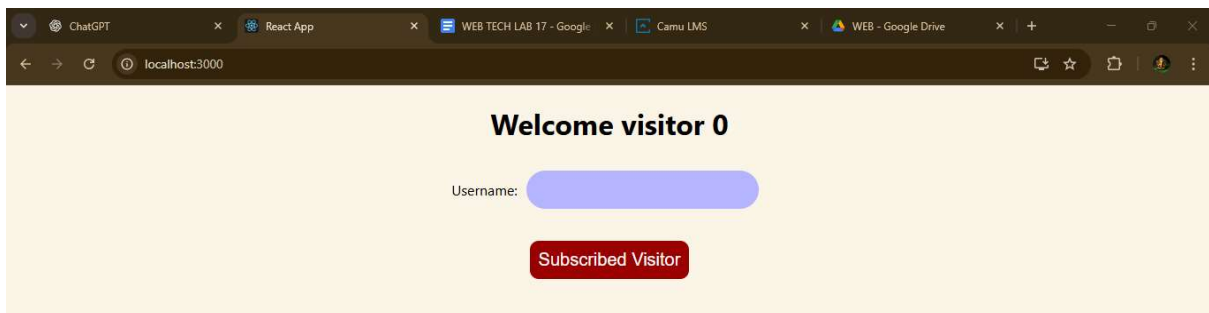 ChatGPT
React App
WEB TECH LAB 17 - Google
Camu LMS
WEB - Google Drive
localhost:3000
Welcome visitor 0
Username:
Subscribed Visitor